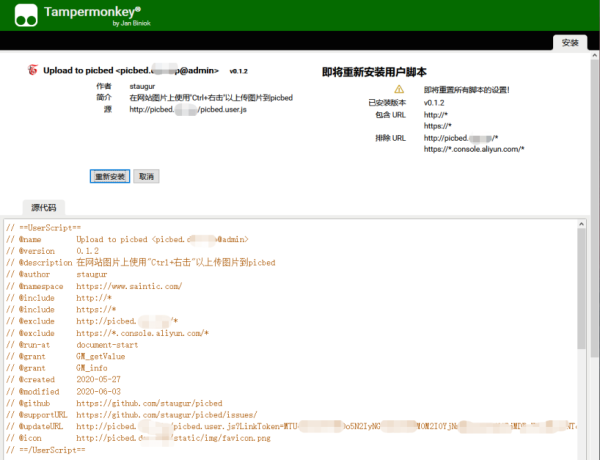 Tampermonkey®
by Jan Biniok
安装
Upload to picbed <picbed. @admin> v0.1.2
作者 staugur
简介 在网站图片上使用"Ctrl+右击"以上传图片到picbed
源 http://picbed. /picbed.user.js
即将重新安装用户脚本
即将重置所有脚本的设置!
已安装版本 v0.1.2
包含 URL http://*
https://*
排除 URL http://picbed. /*
https://*.console.aliyun.com/*
重新安装 取消
源代码
// ==UserScript==
// @name Upload to picbed <picbed. @admin>
// @version 0.1.2
// @description 在网站图片上使用"Ctrl+右击"以上传图片到picbed
// @author staugur
// @namespace https://www.saintic.com/
// @include http://*
// @include https://*
// @exclude http://picbed. /*
// @exclude https://*.console.aliyun.com/*
// @run-at document-start
// @grant GM_getValue
// @grant GM_info
// @created 2020-05-27
// @modified 2020-06-03
// @github https://github.com/staugur/picbed
// @supportURL https://github.com/staugur/picbed/issues/
// @updateURL http://picbed. /picbed.user.js?LinkToken=MTU
// @icon http://picbed. /static/img/favicon.png
// ==/UserScript==